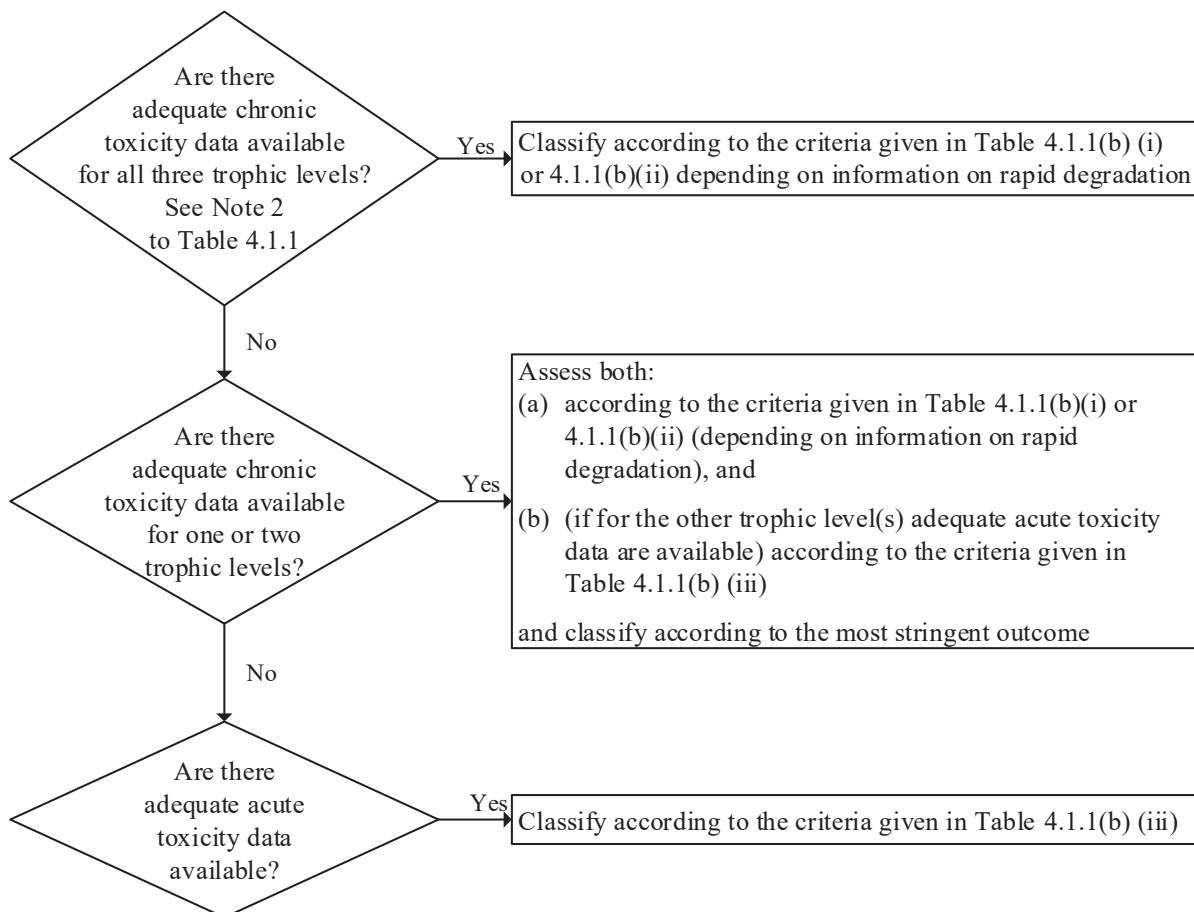 Are there
adequate chronic
toxicity data available
for all three trophic levels?
See Note 2
to Table 4.1.1
Yes
Classify according to the criteria given in Table 4.1.1(b) (i)
or 4.1.1(b)(ii) depending on information on rapid degradation
No
Are there
adequate chronic
toxicity data available
for one or two
trophic levels?
Yes
Assess both:
(a) according to the criteria given in Table 4.1.1(b)(i) or
4.1.1(b)(ii) (depending on information on rapid
degradation), and
(b) (if for the other trophic level(s) adequate acute toxicity
data are available) according to the criteria given in
Table 4.1.1(b) (iii)
and classify according to the most stringent outcome
No
Are there
adequate acute
toxicity data
available?
Yes
Classify according to the criteria given in Table 4.1.1(b) (iii)